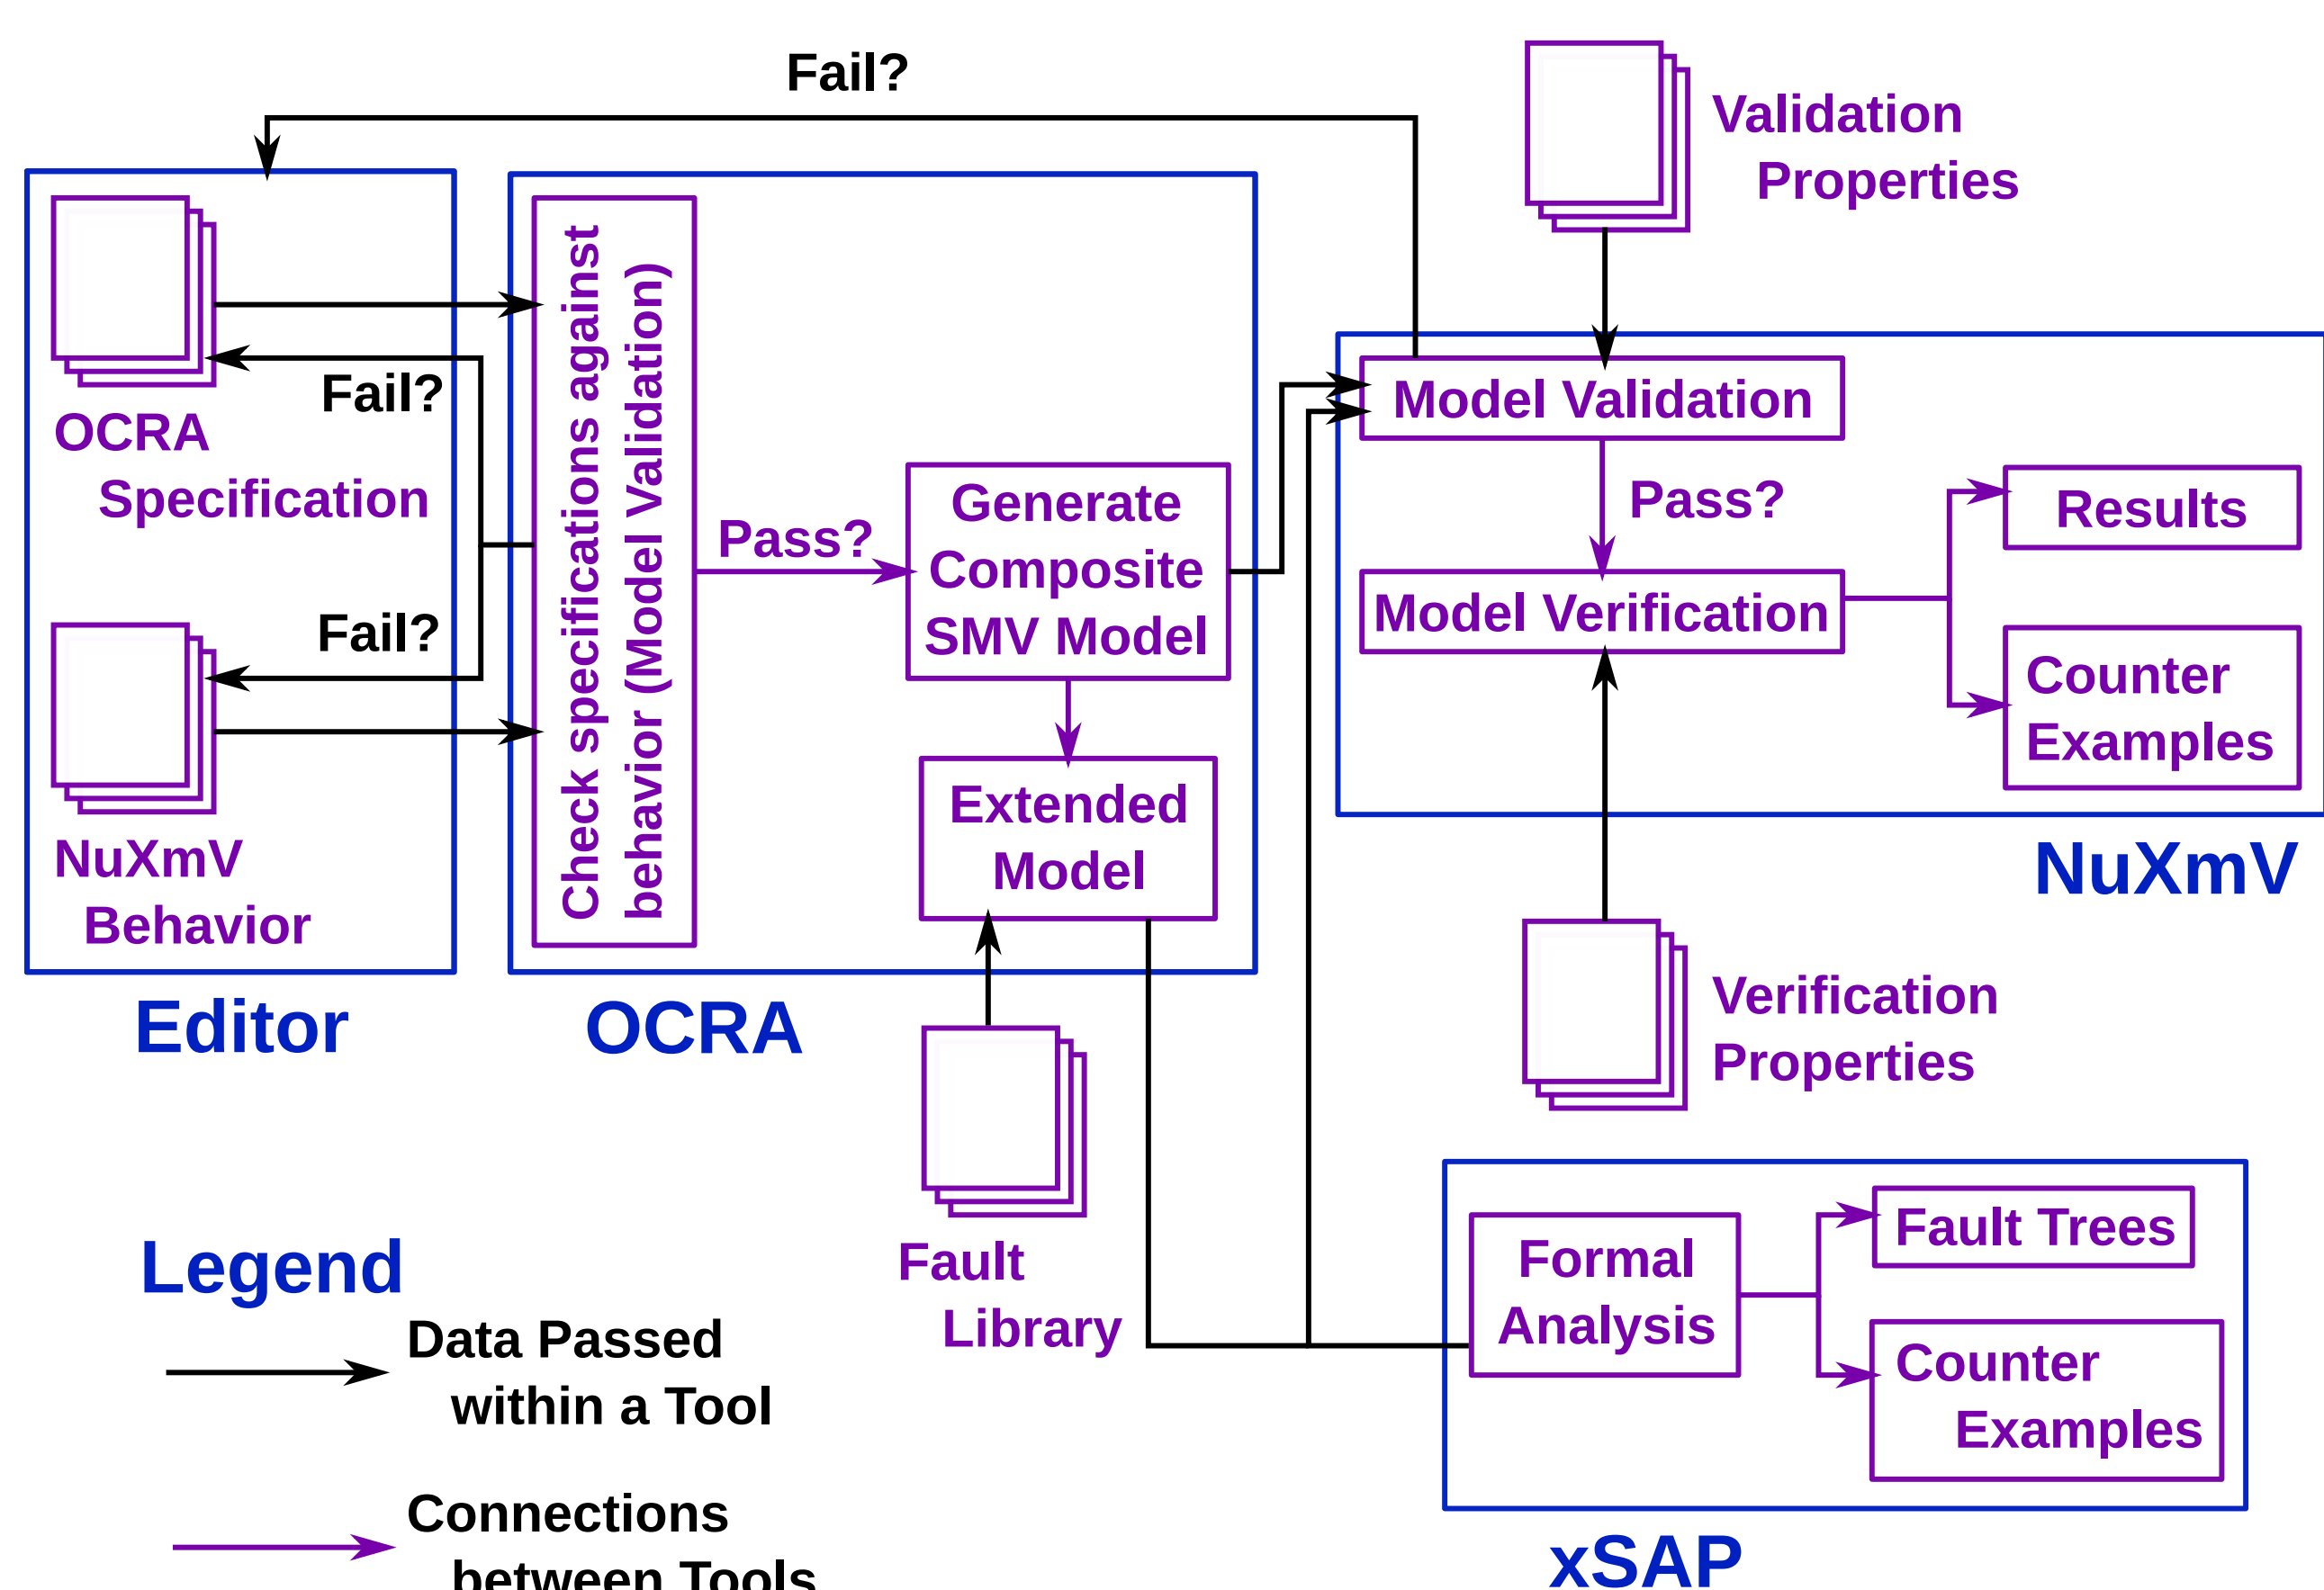 Fail?
Validation
Properties
OCRA
Specification
Fail?
Fail?
NuXmV
Behavior
Editor
Check specifications against
behavior (Model Validation)
Pass?
Generate
Composite
SMV Model
Extended
Model
OCRA
Fault
Library
Model Validation
Pass?
Model Verification
Results
Counter
Examples
NuXmV
Verification
Properties
Formal
Analysis
Fault Trees
Counter
Examples
xSAP
Legend
Data Passed
within a Tool
Connections
between Tools